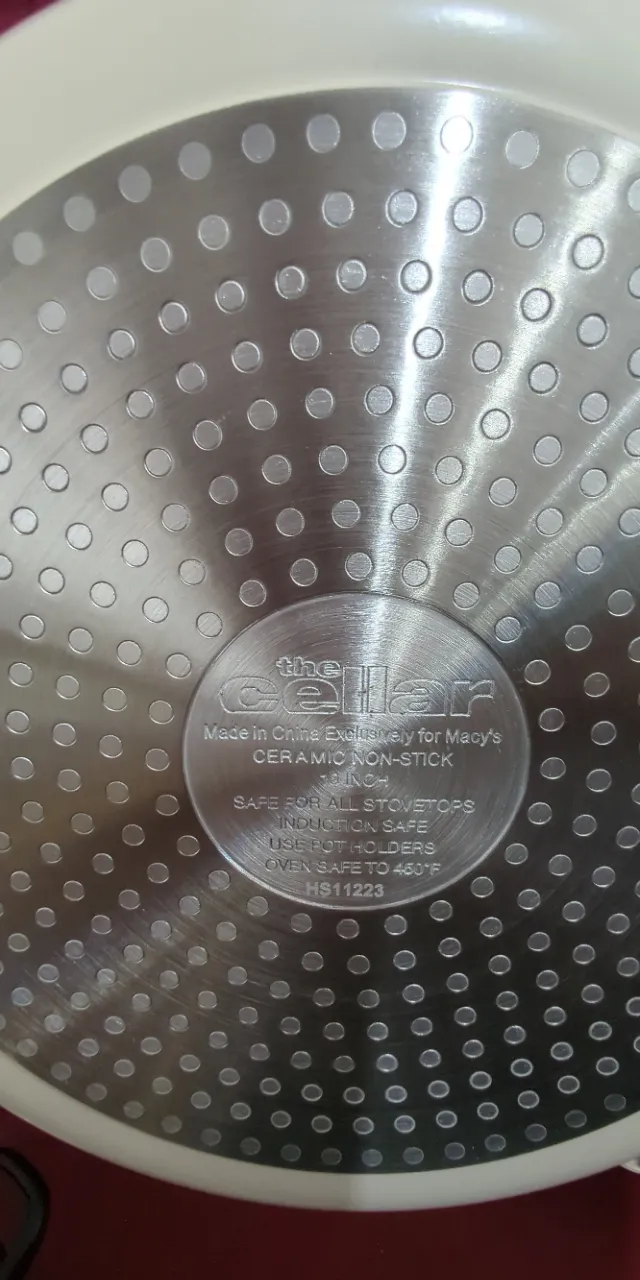 the
cellar
Made in China Exclusively for Macy's
CERAMIC NON-STICK
INCH
SAFE FOR ALL STOVETOPS
INDUCTION SAFE
USE POT HOLDERS
OVEN SAFE TO 450°F
HS11223